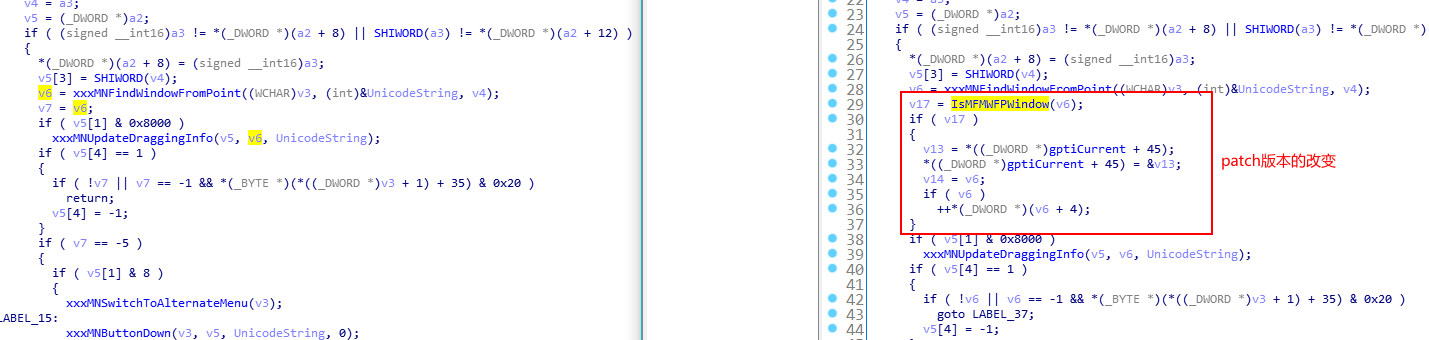 v4 = a3;
v5 = (_DWORD *)a2;
if ( (signed __int16)a3 != *(_DWORD *)(a2 + 8) || SHIWORD(a3) != *(_DWORD *)(a2 + 12) )
{
*(_DWORD *)(a2 + 8) = (signed __int16)a3;
v5[3] = SHIWORD(v4);
v6 = xxxMNFindWindowFromPoint((WCHAR)v3, (int)&UnicodeString, v4);
v7 = v6;
if ( v5[1] & 0x8000 )
xxxMNUpdateDraggingInfo(v5, v6, UnicodeString);
if ( v5[4] == 1 )
{
if ( !v7 || v7 == -1 && *(_BYTE *)(*((_DWORD *)v3 + 1) + 35) & 0x20 )
return;
v5[4] = -1;
}
if ( v7 == -5 )
{
if ( v5[1] & 8 )
{
xxxMNSwitchToAlternateMenu(v3);
LABEL_15:
xxxMNButtonDown(v3, v5, UnicodeString, 0);
22 v4 = a3;
23 v5 = (_DWORD *)a2;
24 if ( (signed __int16)a3 != *(_DWORD *)(a2 + 8) || SHIWORD(a3) != *(_DWORD *)
25 {
26 *(_DWORD *)(a2 + 8) = (signed __int16)a3;
27 v5[3] = SHIWORD(v4);
28 v6 = xxxMNFindWindowFromPoint((WCHAR)v3, (int)&UnicodeString, v4);
29 v17 = IsMFMWFPWindow(v6);
30 if ( v17 )
31 {
32 v13 = *((_DWORD *)gptiCurrent + 45);
33 *((_DWORD *)gptiCurrent + 45) = &v13;
34 v14 = v6;
35 if ( v6 )
36 ++*(_DWORD *)(v6 + 4);
37 }
38 if ( v5[1] & 0x8000 )
39 xxxMNUpdateDraggingInfo(v5, v6, UnicodeString);
40 if ( v5[4] == 1 )
41 {
42 if ( !v6 || v6 == -1 && *(_BYTE *)(*((_DWORD *)v3 + 1) + 35) & 0x20 )
43 goto LABEL_37;
44 v5[4] = -1;
patch版本的改变